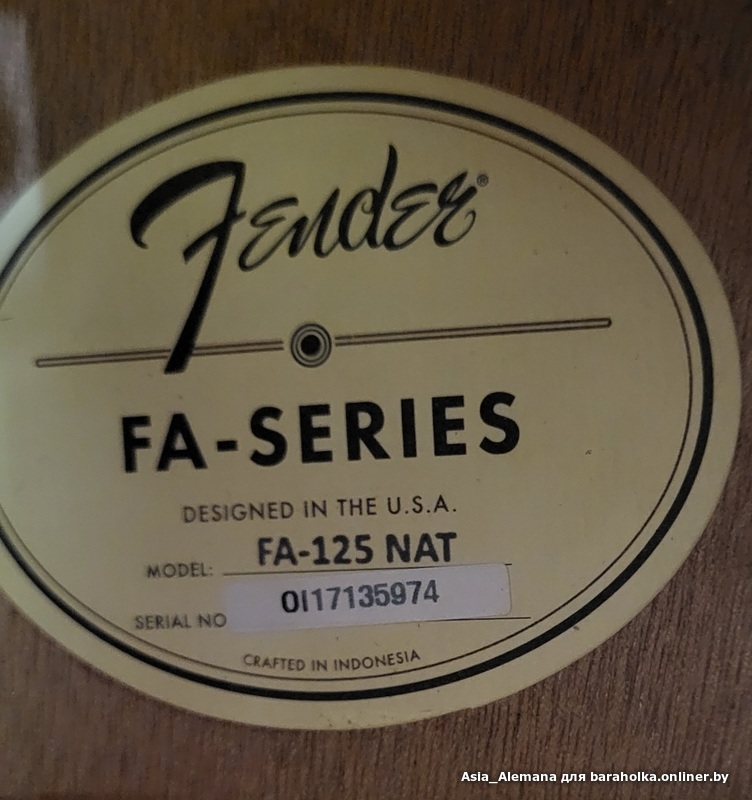 Fender®
FA-SERIES
DESIGNED IN THE U.S.A.
MODEL: FA-125 NAT
SERIAL NO OI17135974
CRAFTED IN INDONESIA
Asia_Alemana для baraholka.onliner.by